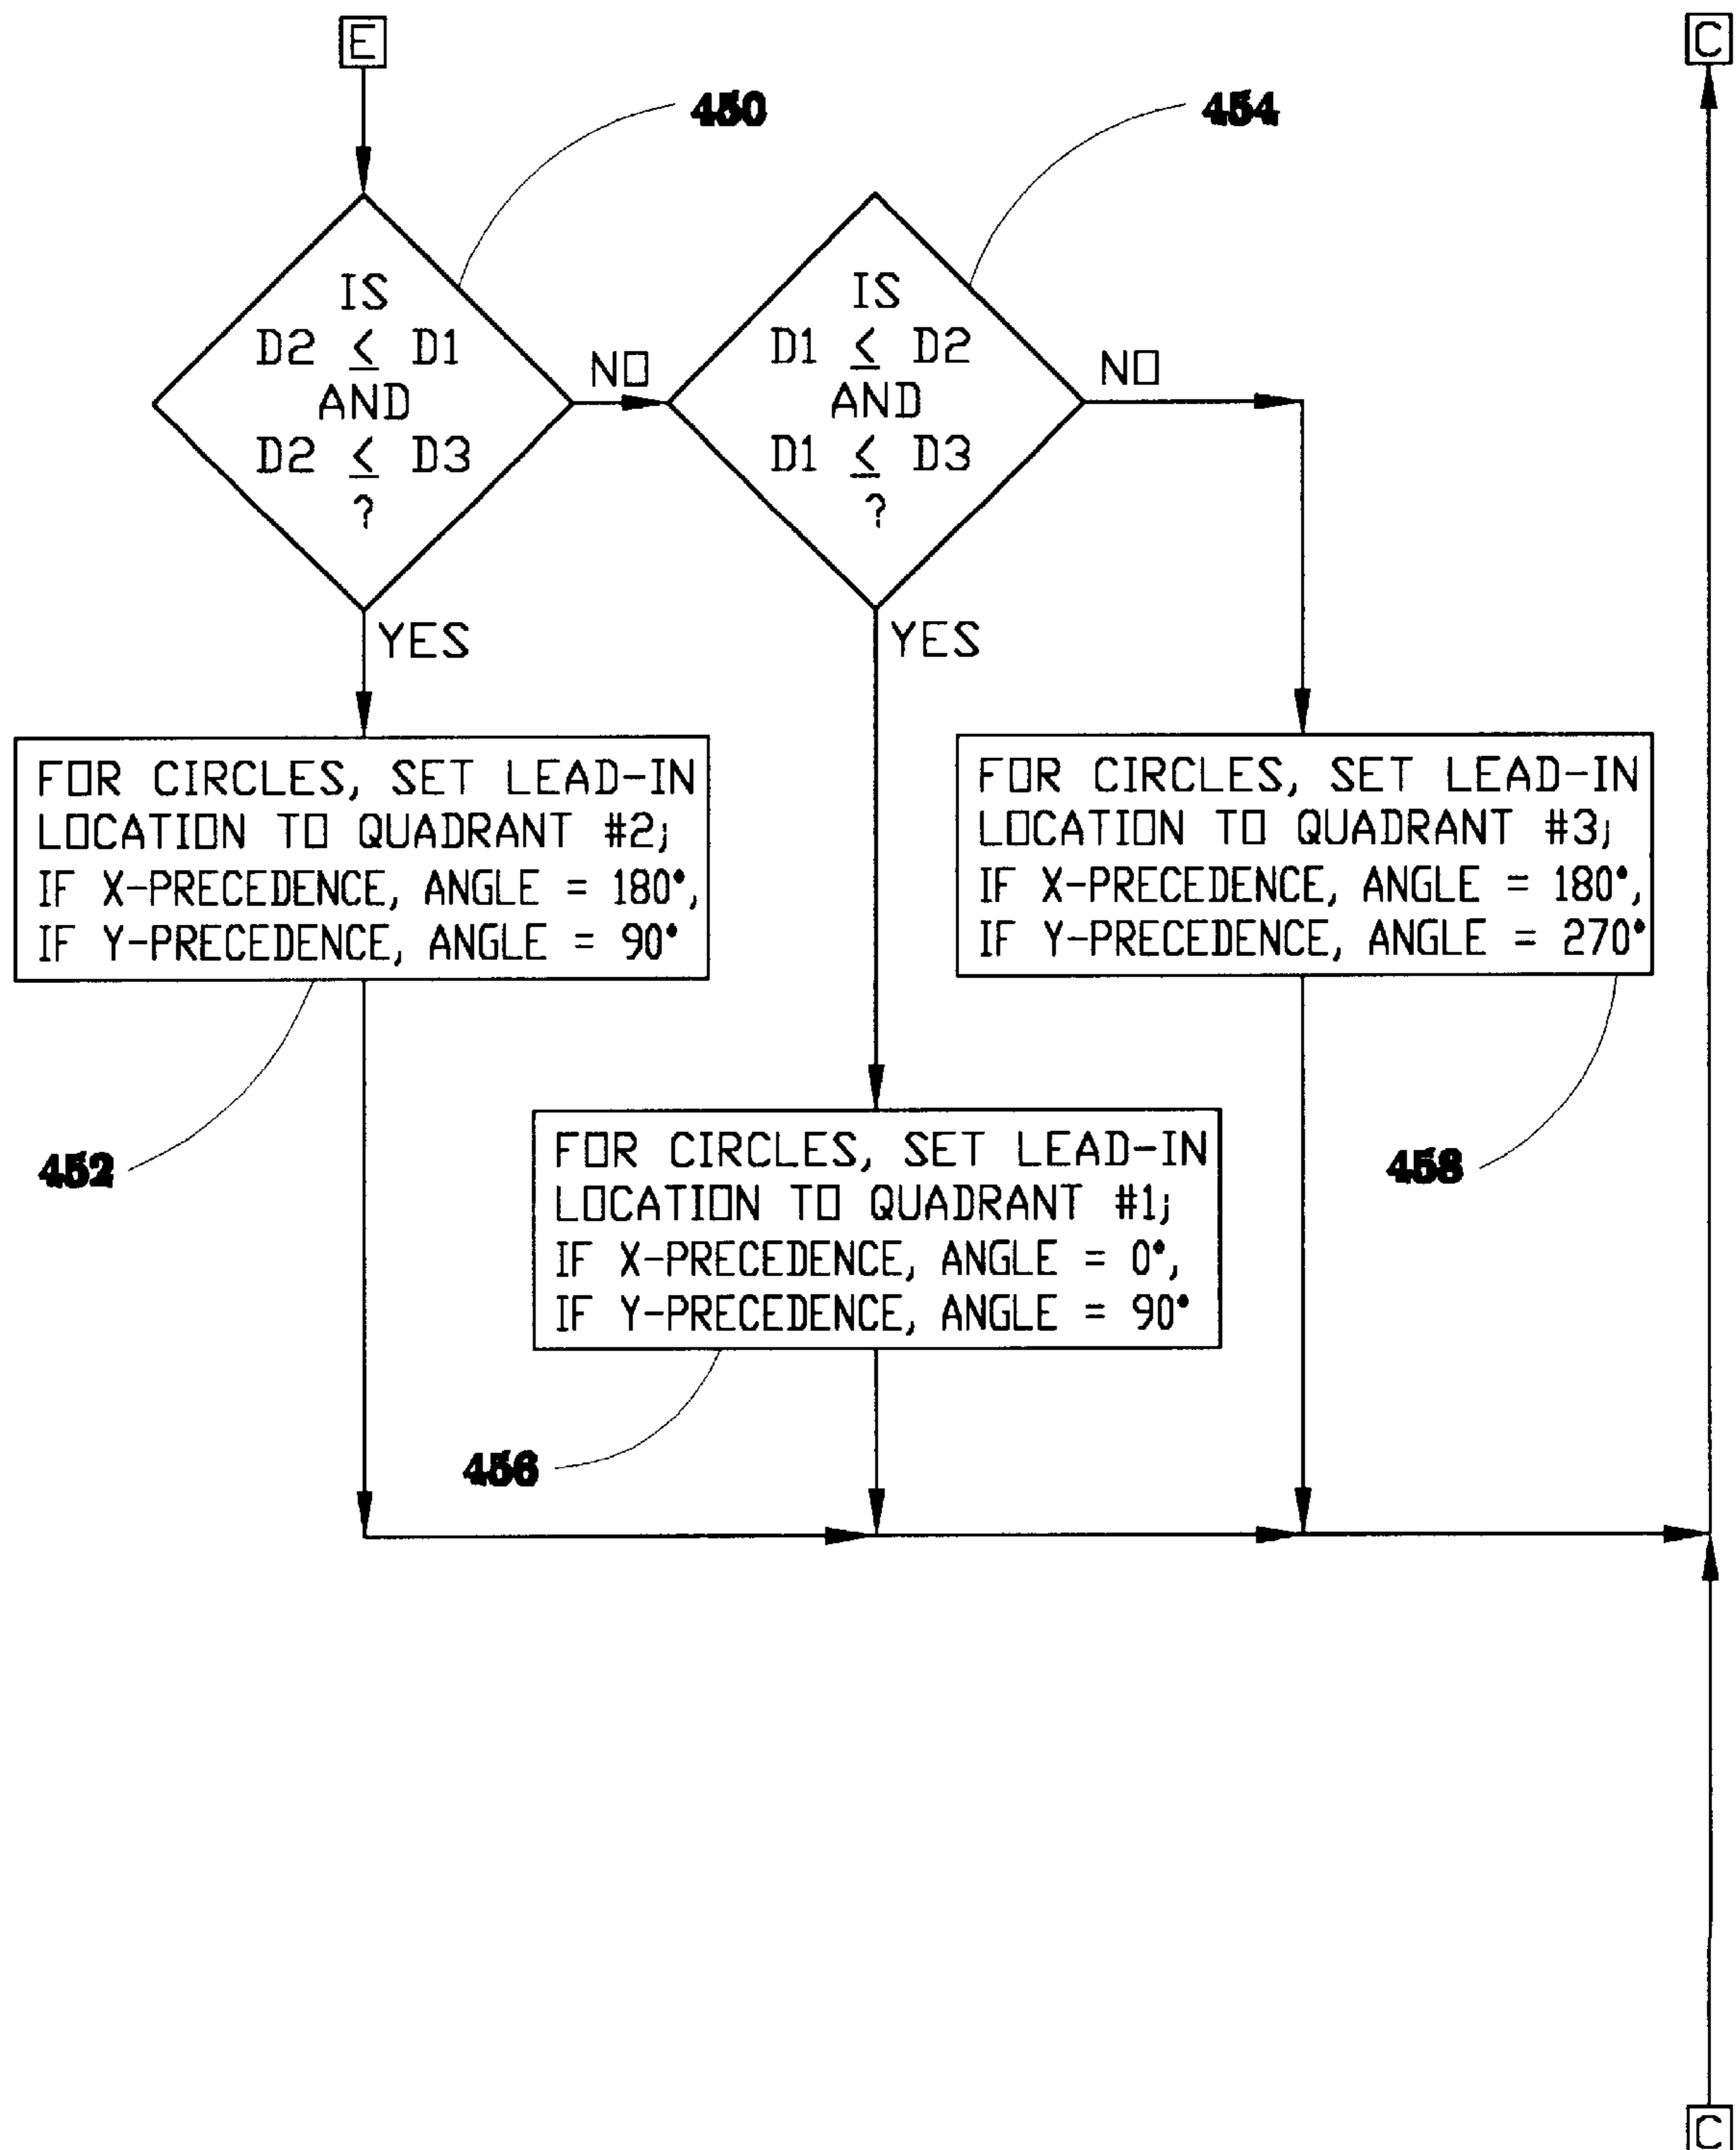 E
C
450
454
IS
D2 ≤ D1
AND
D2 ≤ D3
?
NO
IS
D1 ≤ D2
AND
D1 ≤ D3
?
NO
YES
YES
FOR CIRCLES, SET LEAD-IN
LOCATION TO QUADRANT #2;
IF X-PRECEDENCE, ANGLE = 180°,
IF Y-PRECEDENCE, ANGLE = 90°
FOR CIRCLES, SET LEAD-IN
LOCATION TO QUADRANT #3;
IF X-PRECEDENCE, ANGLE = 180°,
IF Y-PRECEDENCE, ANGLE = 270°
452
FOR CIRCLES, SET LEAD-IN
LOCATION TO QUADRANT #1;
IF X-PRECEDENCE, ANGLE = 0°,
IF Y-PRECEDENCE, ANGLE = 90°
458
456
C